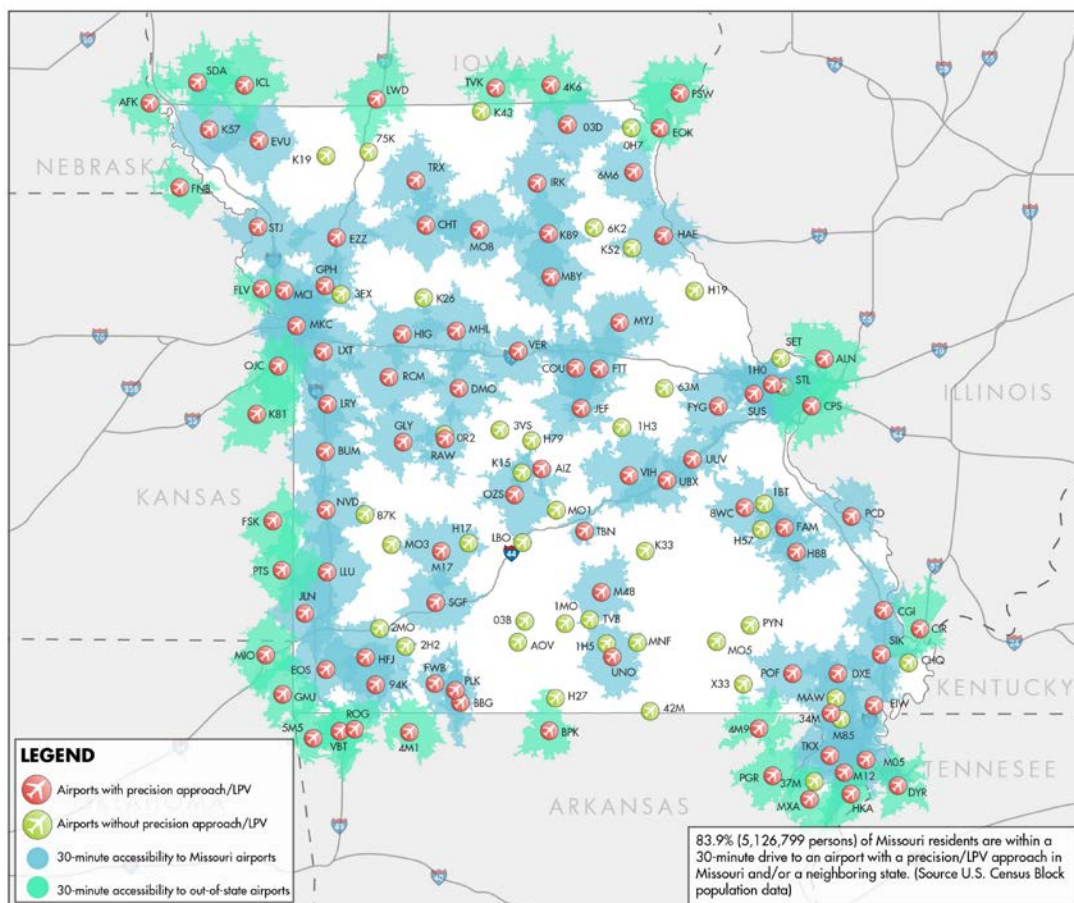 IOWA
SDA
ICL
LWD
TVK
4K6
PSW
AFK
K43
K57
EVU
03D
0H7
EOK
75K
K19
NEBRASKA
TRX
IRK
6M6
FNB
STJ
EZZ
CHT
MO8
K89
6K2
K52
HAE
GPH
MBY
FLV
MCI
3EX
K26
H19
MKC
HIG
MHL
MYJ
LXT
VER
SET
ALN
OJC
RCM
DMO
COU
FTT
1H0
STL
63M
ILLINOIS
KB1
LRY
JEF
FYG
SUS
CPS
GLY
0R2
3VS
H79
1H3
RAW
BUM
K15
AIZ
VIH
UUV
UBX
KANSAS
OZS
NVD
87K
MO1
8WC
1BT
PCD
FSK
H17
LBO
TBN
H57
FAM
MO3
M17
K33
HBB
44
PTS
LLU
JLN
SGF
M48
CGI
2MO
03B
1MO
TVB
PYN
CIR
2H2
AOV
1H5
MNF
MO5
SIK
CHQ
MIO
EOS
HFJ
FWB
UNO
POF
DXE
94K
PLK
X33
KENTUCKY
GMJ
BBG
H27
42M
MAW
EIW
34M
5M5
ROG
VBT
4M1
BPK
4M9
M85
TKX
M05
TENNESSEE
PGR
37M
M12
DYR
MXA
HKA
ARKANSAS
OKLAHOMA
LEGEND
Airports with precision approach/LPV
Airports without precision approach/LPV
30-minute accessibility to Missouri airports
30-minute accessibility to out-of-state airports
83.9% (5,126,799 persons) of Missouri residents are within a
30-minute drive to an airport with a precision/LPV approach in
Missouri and/or a neighboring state. (Source U.S. Census Block
population data)